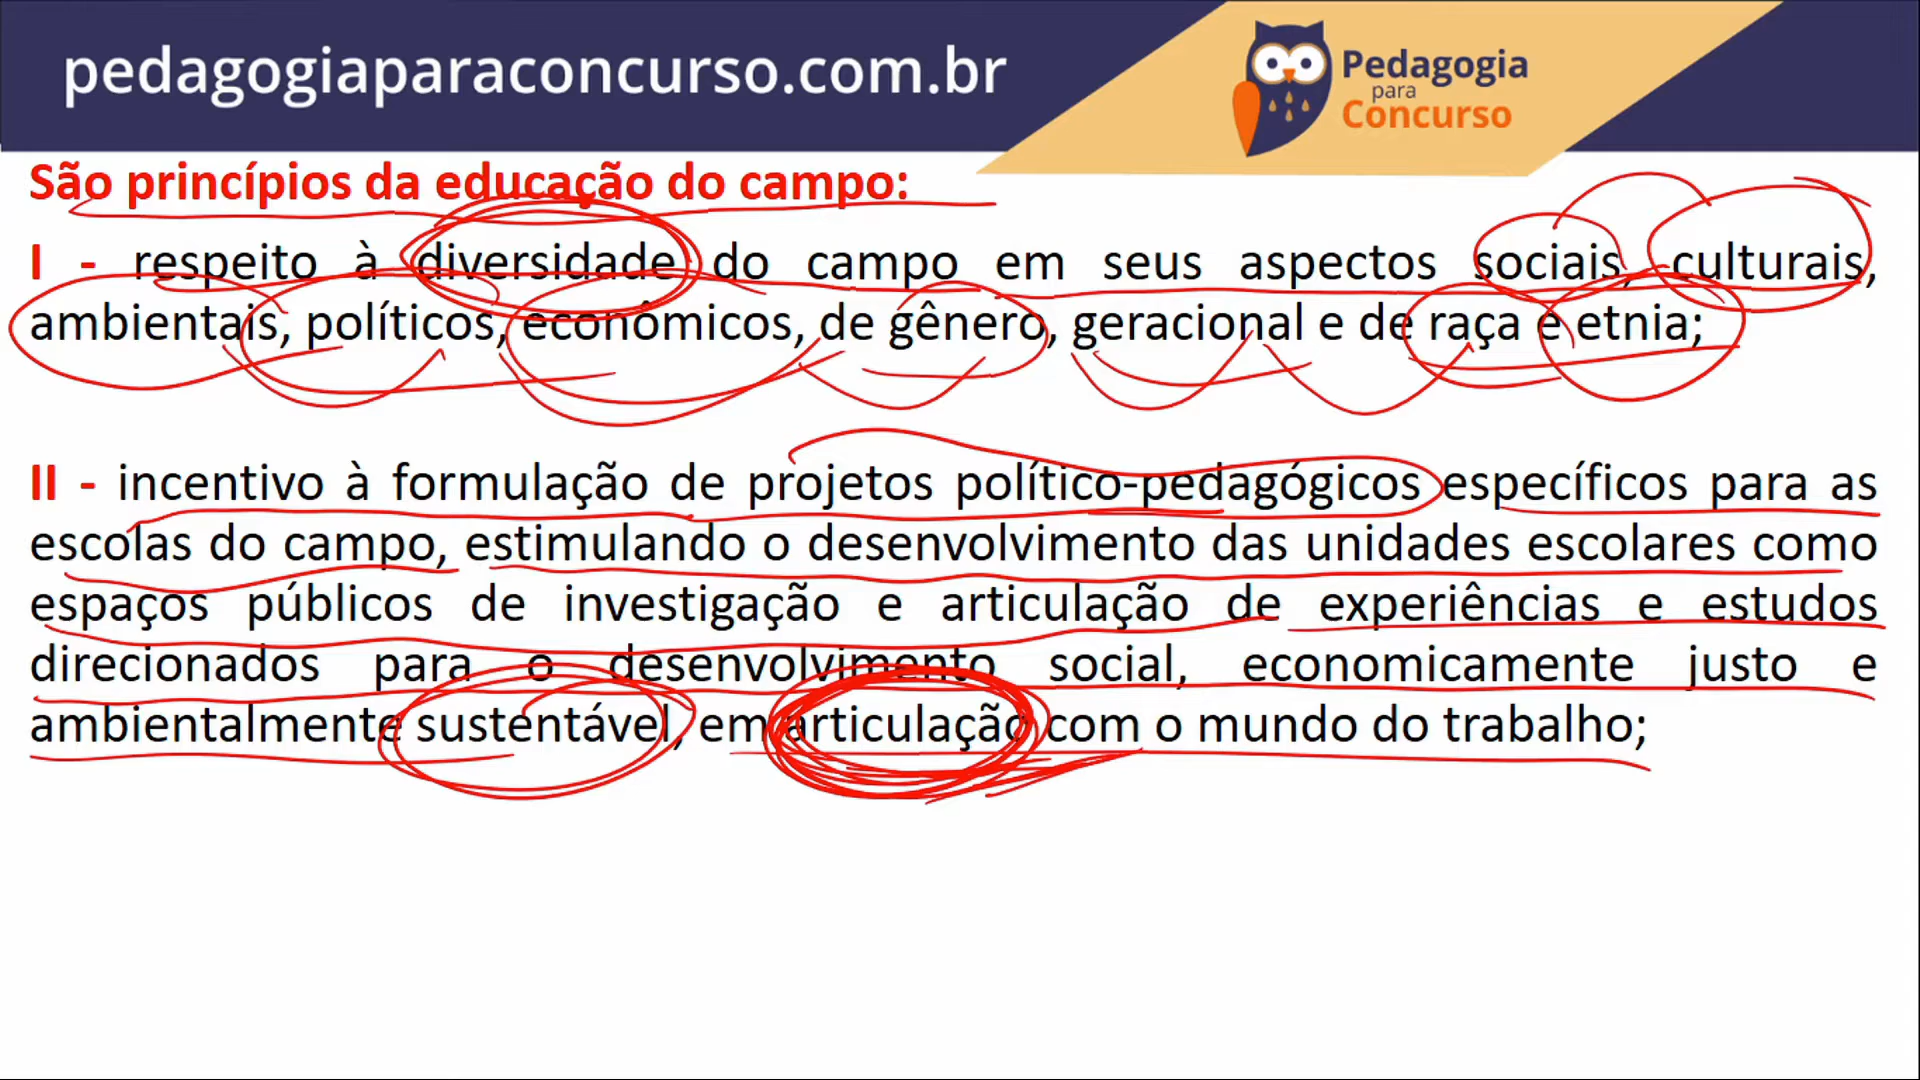 pedagogiaparaconcurso.com.br
Pedagogia
para
Concurso
São princípios da educação do campo:
I - respeito à diversidade do campo em seus aspectos sociais, culturais,
ambientais, políticos, econômicos, de gênero, geracional e de raça e etnia;
II - incentivo à formulação de projetos político-pedagógicos específicos para as
escolas do campo, estimulando o desenvolvimento das unidades escolares como
espaços públicos de investigação e articulação de experiências e estudos
direcionados para o desenvolvimento social, economicamente justo e
ambientalmente sustentável, em articulação com o mundo do trabalho;